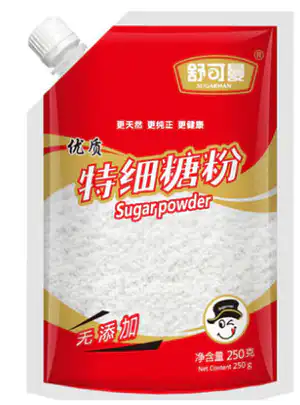 舒可曼
SUGARMAN
®
更天然 更纯正 更健康
优质
特细糖粉
Sugar powder
无添加
净含量: 250克
Net Content: 250 g